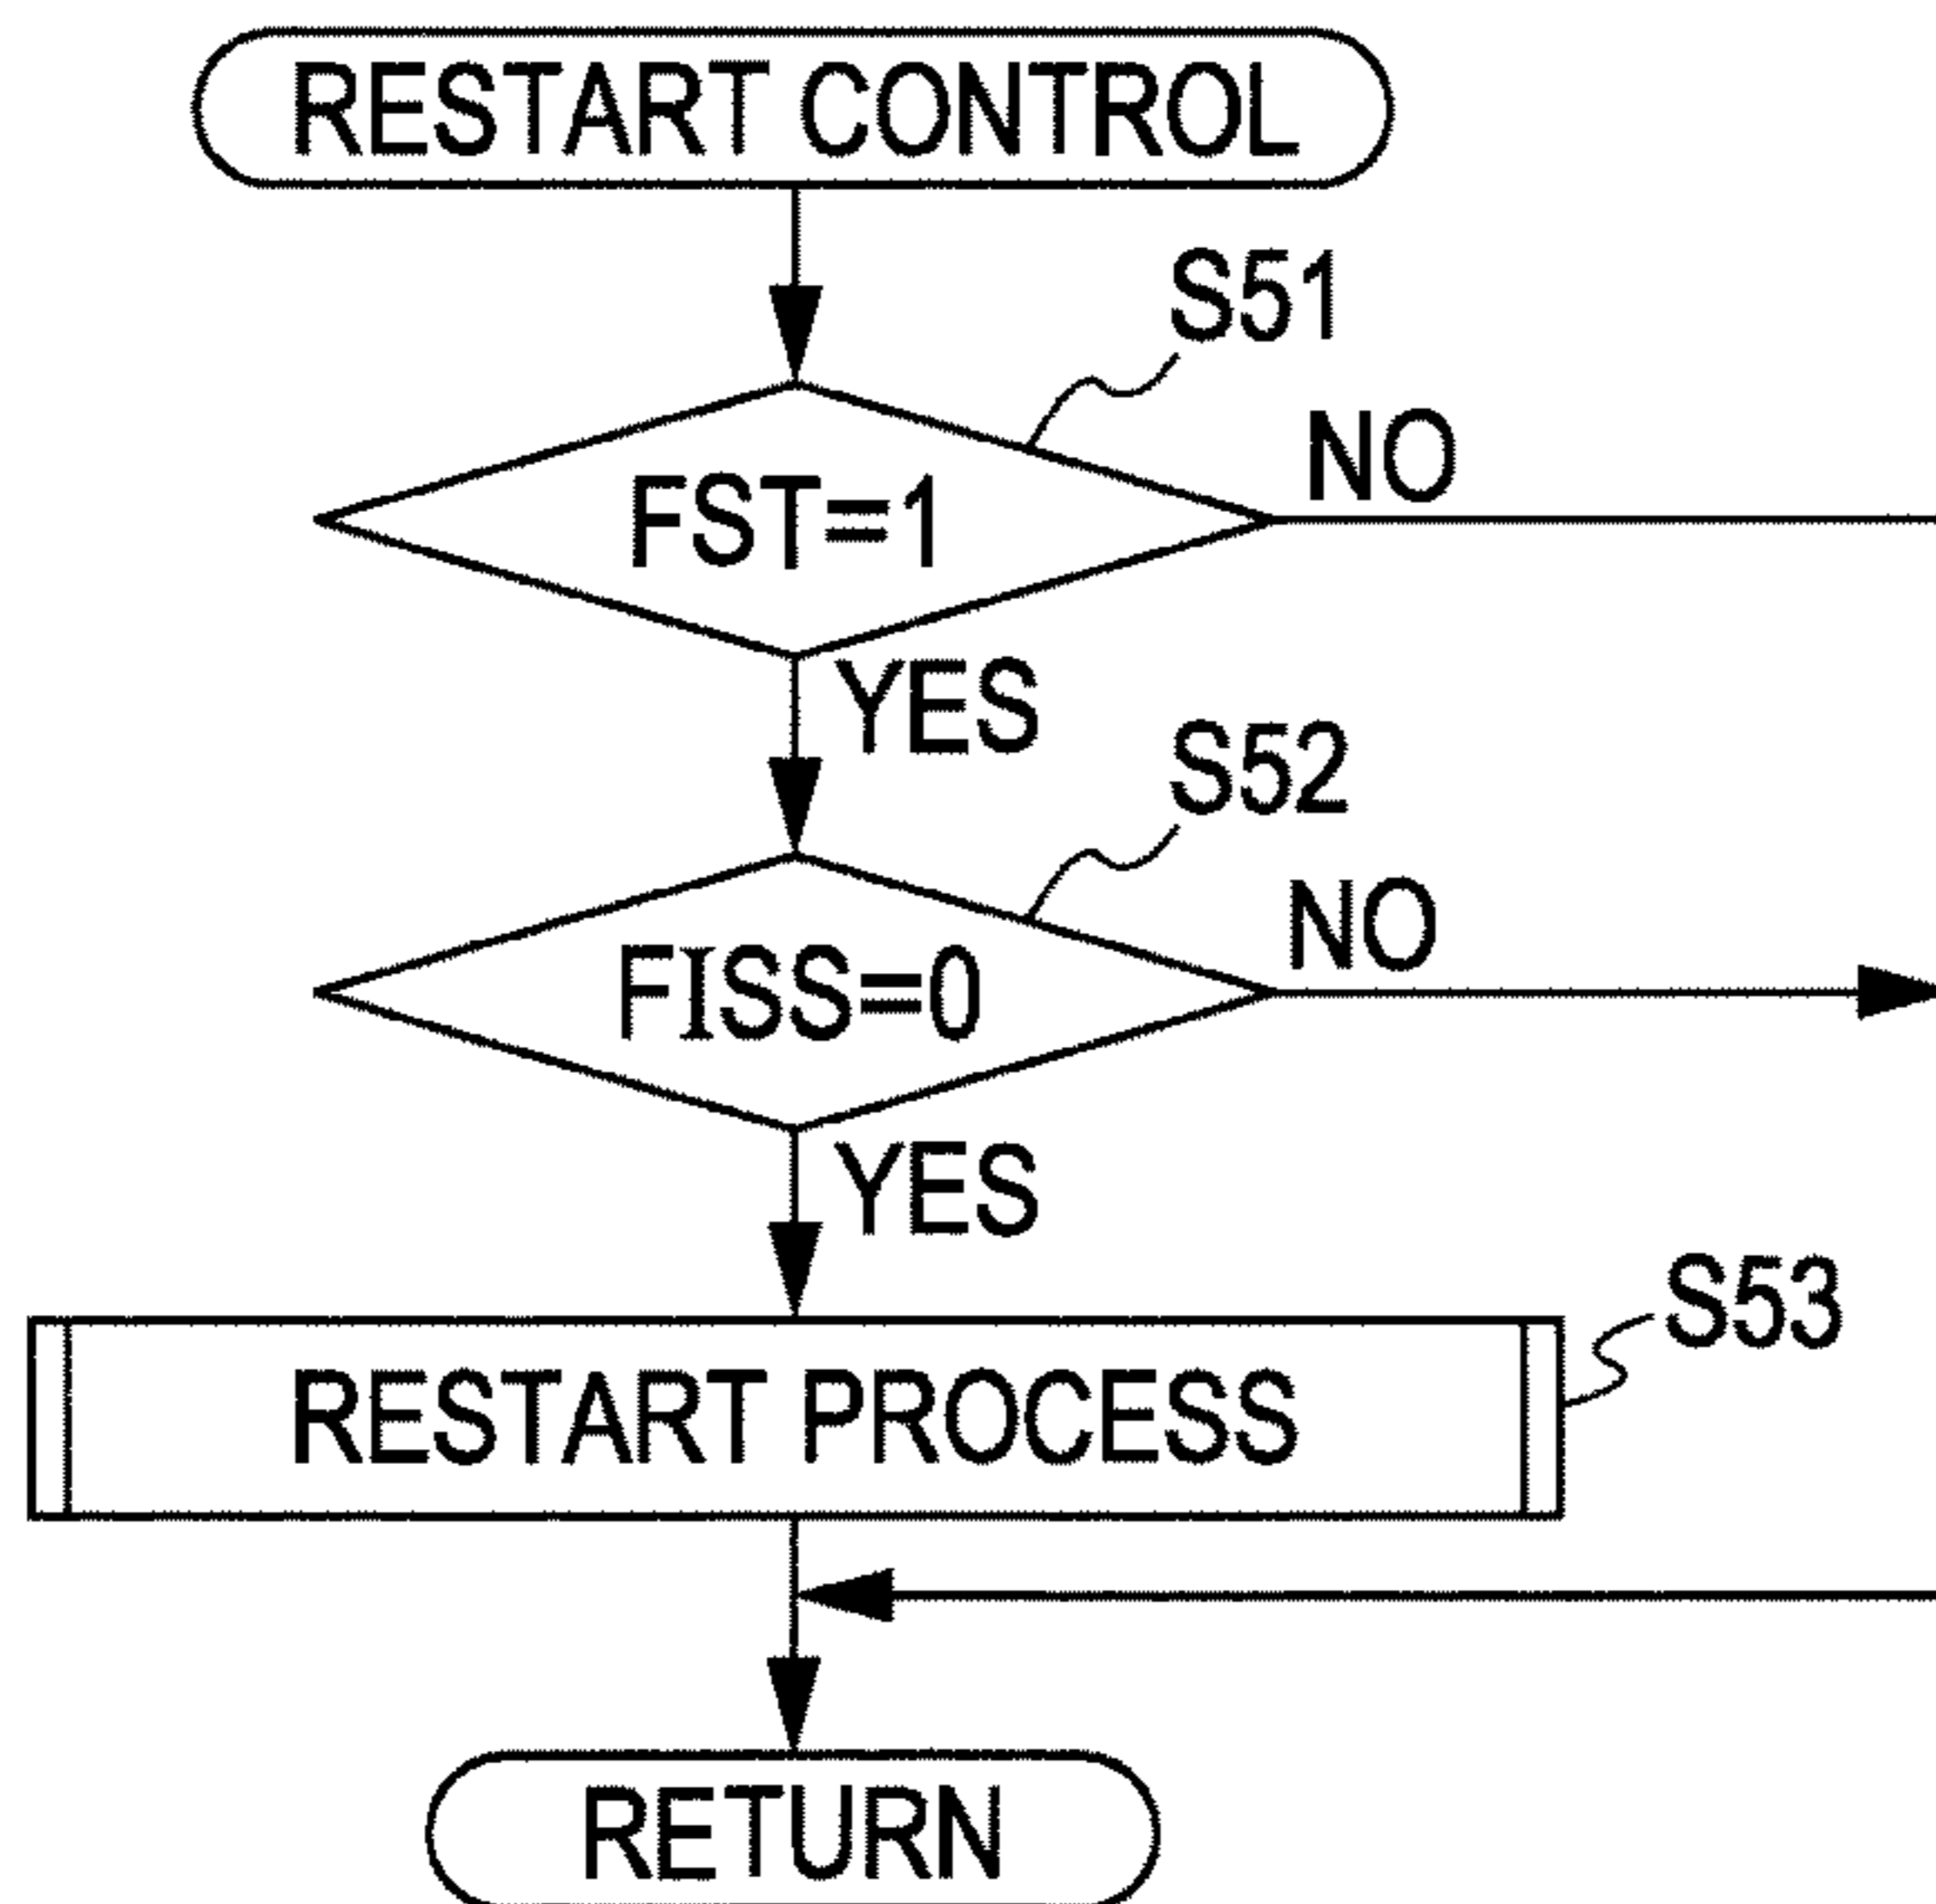 RESTART CONTROL
S51
NO
FST=1
YES
S52
NO
FISS=0
YES
S53
RESTART PROCESS
RETURN